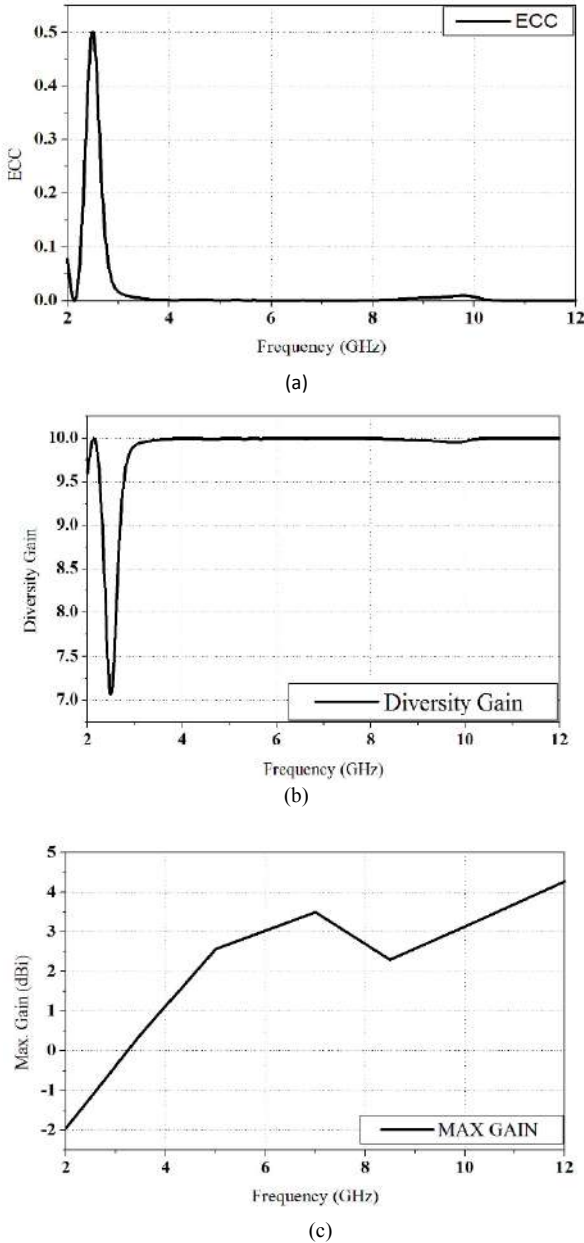 ECC
0.5
0.4
0.3
0.2
0.1
0.0
ECC
2 4 6 8 10 12
Frequency (GHz)
(a)
10.0
9.5
9.0
8.5
8.0
7.5
7.0
Diversity Gain
Diversity Gain
2 4 6 8 10 12
Frequency (GHz)
(b)
5
4
3
2
1
0
-1
-2
Max. Gain (dBi)
MAX GAIN
2 4 6 8 10 12
Frequency (GHz)
(c)